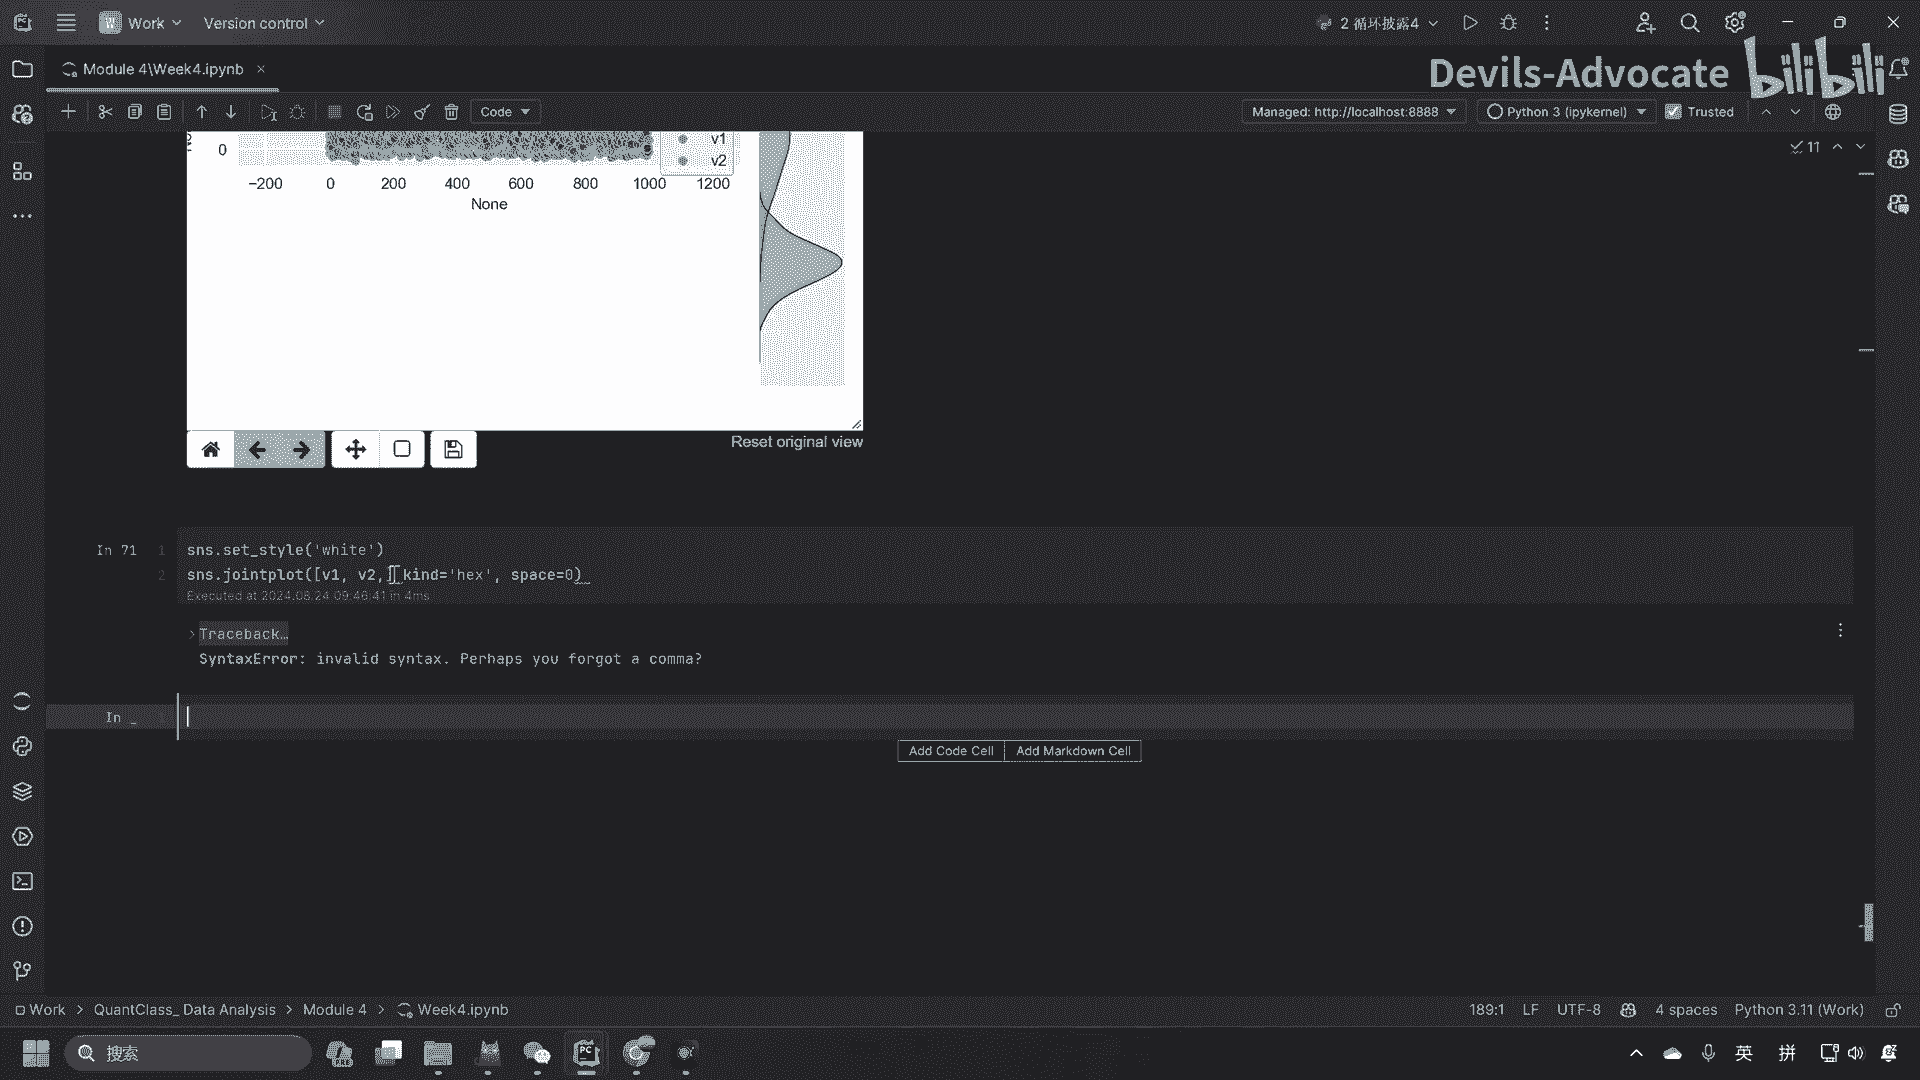 Work
Version control
2 循环披露4
Module 4\Week4.ipynb
Devils-Advocate
bilibili
Code
Managed: http://localhost:8888
Python 3 (ipykernel)
Trusted
11
0
v1
v2
−200 0 200 400 600 800 1000 1200
None
Reset original view
In 71
1 sns.set_style('white')
2 sns.jointplot([v1, v2,] kind='hex', space=0)
Executed at 2024.08.24 09:46:41 in 4ms
Traceback…
SyntaxError: invalid syntax. Perhaps you forgot a comma?
In _ 1
Add Code Cell
Add Markdown Cell
Work > QuantClass_ Data Analysis > Module 4 > Week4.ipynb
189:1 LF UTF-8 4 spaces Python 3.11 (Work)
搜索
英 拼